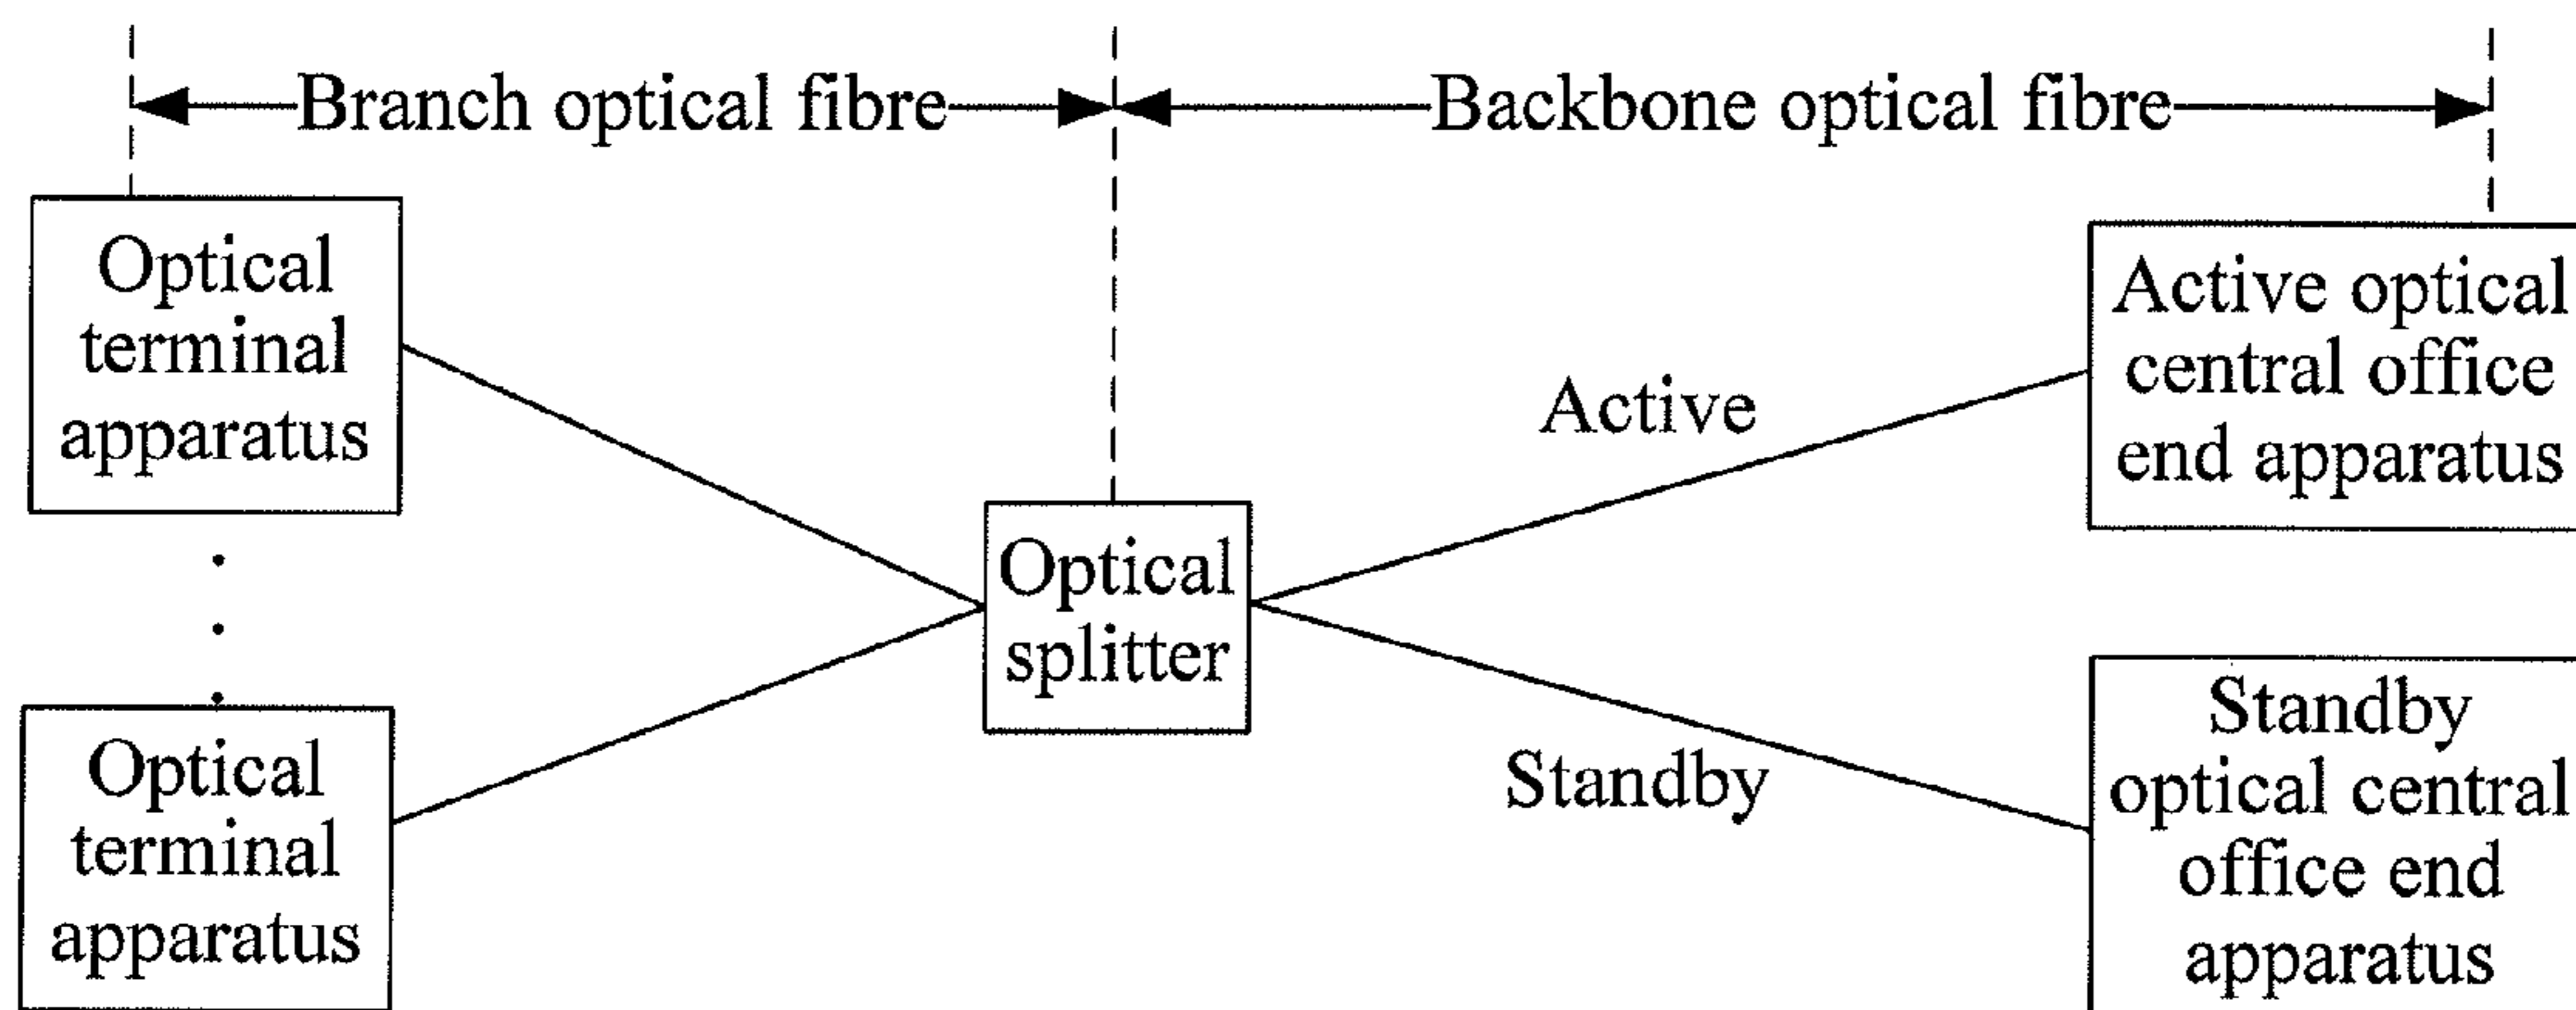 Branch optical fibre
Backbone optical fibre
Optical
terminal
apparatus
Active optical
central office
end apparatus
Active
Optical
splitter
Standby
Optical
terminal
apparatus
Standby
optical central
office end
apparatus